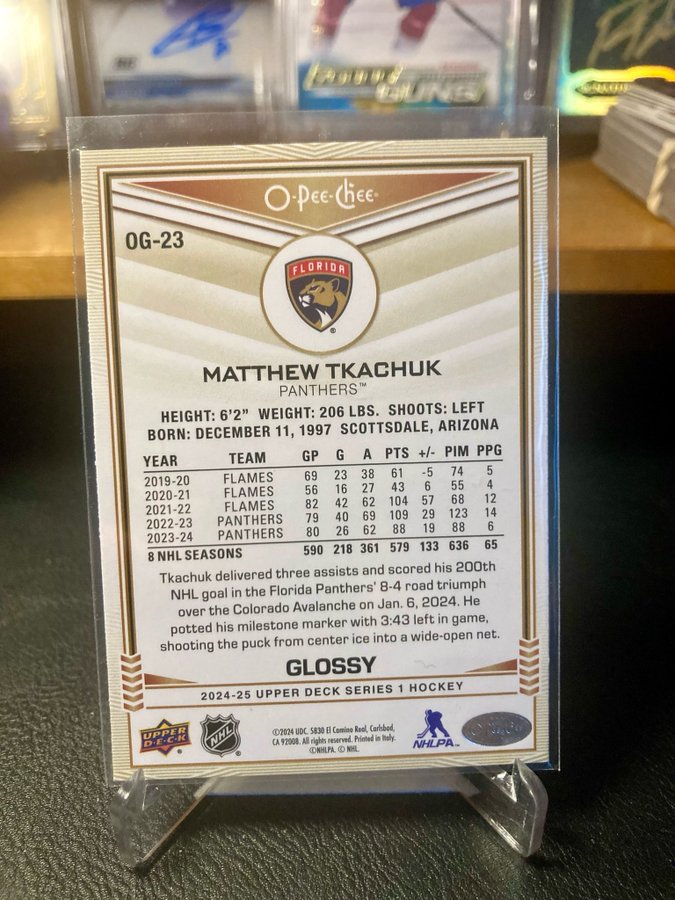 YOUNG
GUNS
O-Pee-Chee
OG-23
FLORIDA
MATTHEW TKACHUK
PANTHERS™
HEIGHT: 6'2" WEIGHT: 206 LBS. SHOOTS: LEFT
BORN: DECEMBER 11, 1997 SCOTTSDALE, ARIZONA
YEAR TEAM GP G A PTS +/- PIM PPG
2019-20 FLAMES 69 23 38 61 -5 74 5
2020-21 FLAMES 56 16 27 43 6 55 4
2021-22 FLAMES 82 42 62 104 57 68 12
2022-23 PANTHERS 79 40 69 109 29 123 14
2023-24 PANTHERS 80 26 62 88 19 88 6
8 NHL SEASONS 590 218 361 579 133 636 65
Tkachuk delivered three assists and scored his 200th
NHL goal in the Florida Panthers' 8-4 road triumph
over the Colorado Avalanche on Jan. 6, 2024. He
potted his milestone marker with 3:43 left in game,
shooting the puck from center ice into a wide-open net.
GLOSSY
2024-25 UPPER DECK SERIES 1 HOCKEY
UPPER DECK
NHL
©2024 UDC. 5830 El Camino Real, Carlsbad,
CA 92008. All rights reserved. Printed in Italy.
©NHLPA. © NHL.
NHLPA™